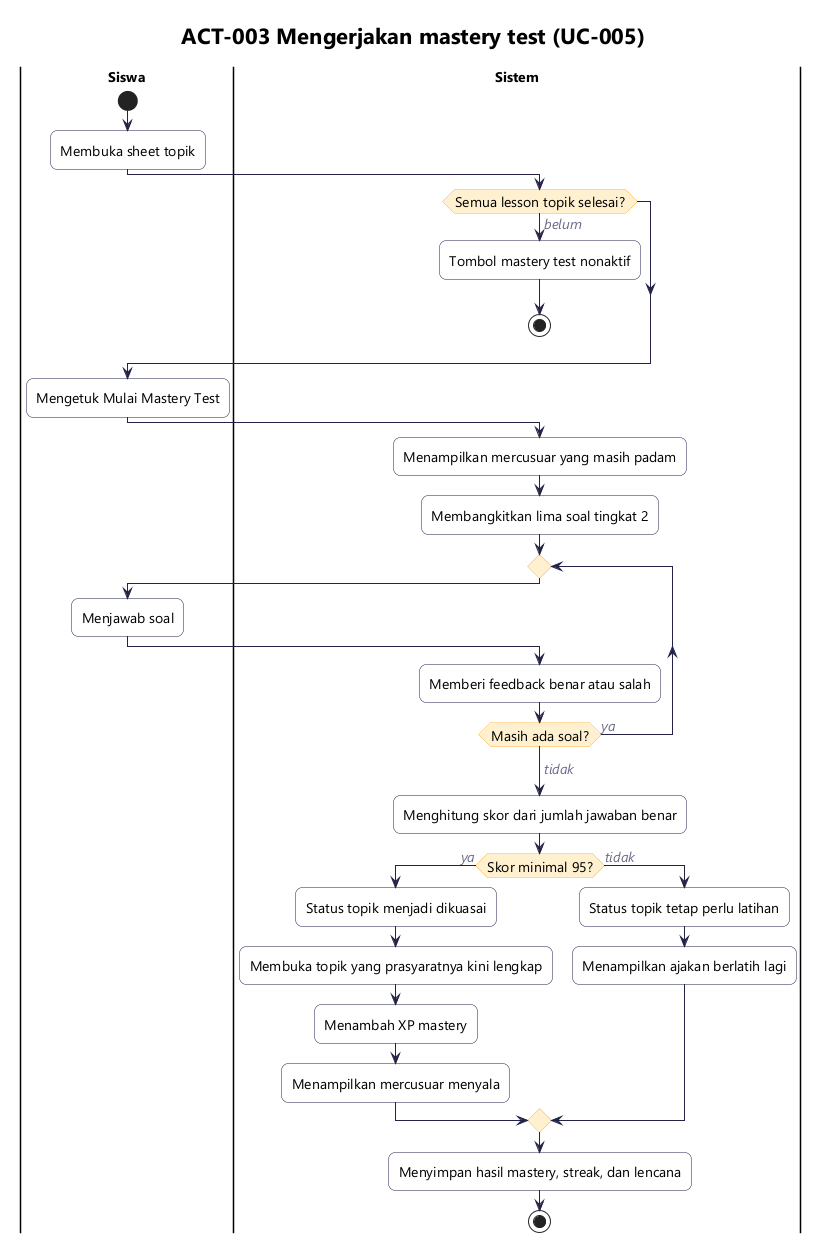 ACT-003 Mengerjakan mastery test (UC-005)
Siswa
Sistem
Membuka sheet topik
Semua lesson topik selesai?
belum
Tombol mastery test nonaktif
Mengetuk Mulai Mastery Test
Menampilkan mercusuar yang masih padam
Membangkitkan lima soal tingkat 2
Menjawab soal
Memberi feedback benar atau salah
Masih ada soal?
ya
tidak
Menghitung skor dari jumlah jawaban benar
ya
Skor minimal 95?
tidak
Status topik menjadi dikuasai
Status topik tetap perlu latihan
Membuka topik yang prasyaratnya kini lengkap
Menampilkan ajakan berlatih lagi
Menambah XP mastery
Menampilkan mercusuar menyala
Menyimpan hasil mastery, streak, dan lencana